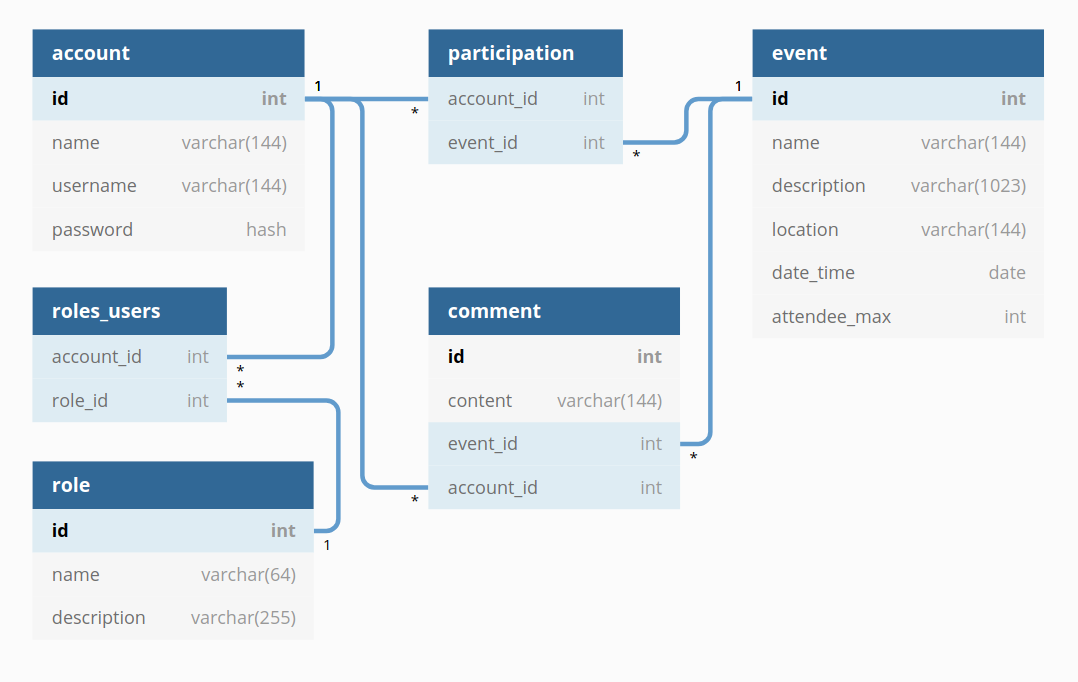 account
id int
name varchar(144)
username varchar(144)
password hash
1
*
participation
account_id int
event_id int
*
1
event
id int
name varchar(144)
description varchar(1023)
location varchar(144)
date_time date
attendee_max int
roles_users
account_id int
role_id int
*
*
comment
id int
content varchar(144)
event_id int
account_id int
*
*
role
id int
name varchar(64)
description varchar(255)
1